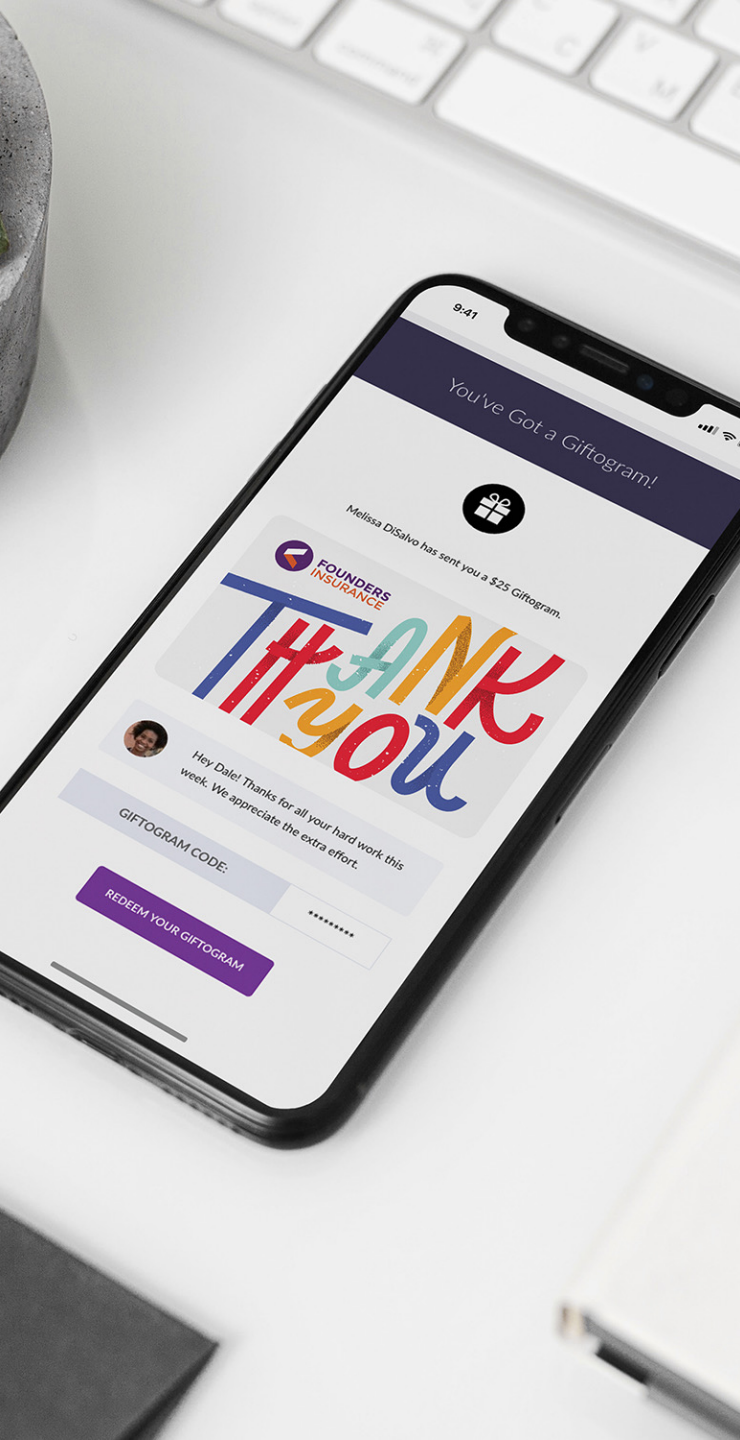 command
C
V
M
9:41
You've Got a Giftogram!
Melissa DiSalvo has sent you a $25 Giftogram.
FOUNDERS
INSURANCE
THANK
YOU
Hey Dale! Thanks for all your hard work this
week. We appreciate the extra effort.
GIFTOGRAM CODE:
*********
REDEEM YOUR GIFTOGRAM